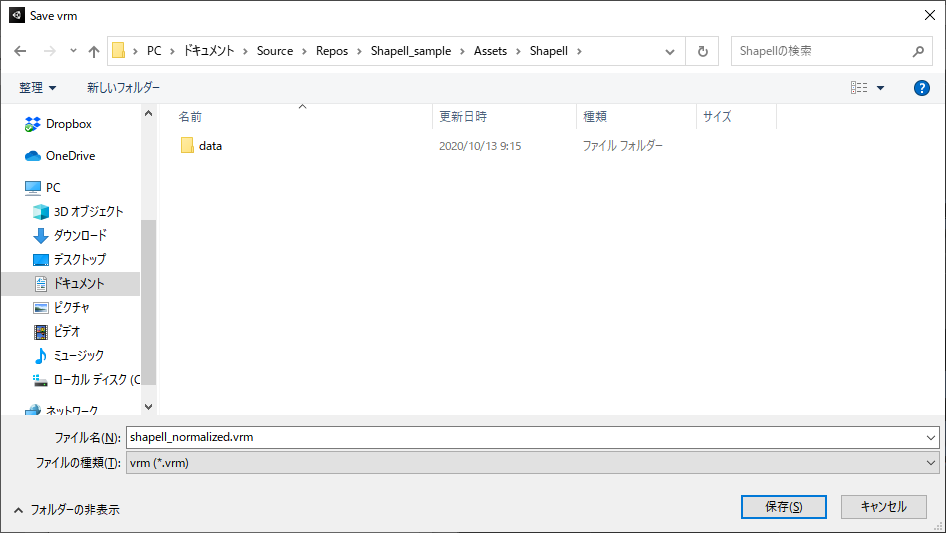 Save vrm
PC › ドキュメント › Source › Repos › Shapell_sample › Assets › Shapell ›
Shapellの検索
整理 新しいフォルダー
名前 更新日時 種類 サイズ
data 2020/10/13 9:15 ファイル フォルダー
Dropbox
OneDrive
PC
3D オブジェクト
ダウンロード
デスクトップ
ドキュメント
ピクチャ
ビデオ
ミュージック
ローカル ディスク (C
ネットワーク
ファイル名(N): shapell_normalized.vrm
ファイルの種類(T): vrm (*.vrm)
フォルダーの非表示
保存(S) キャンセル